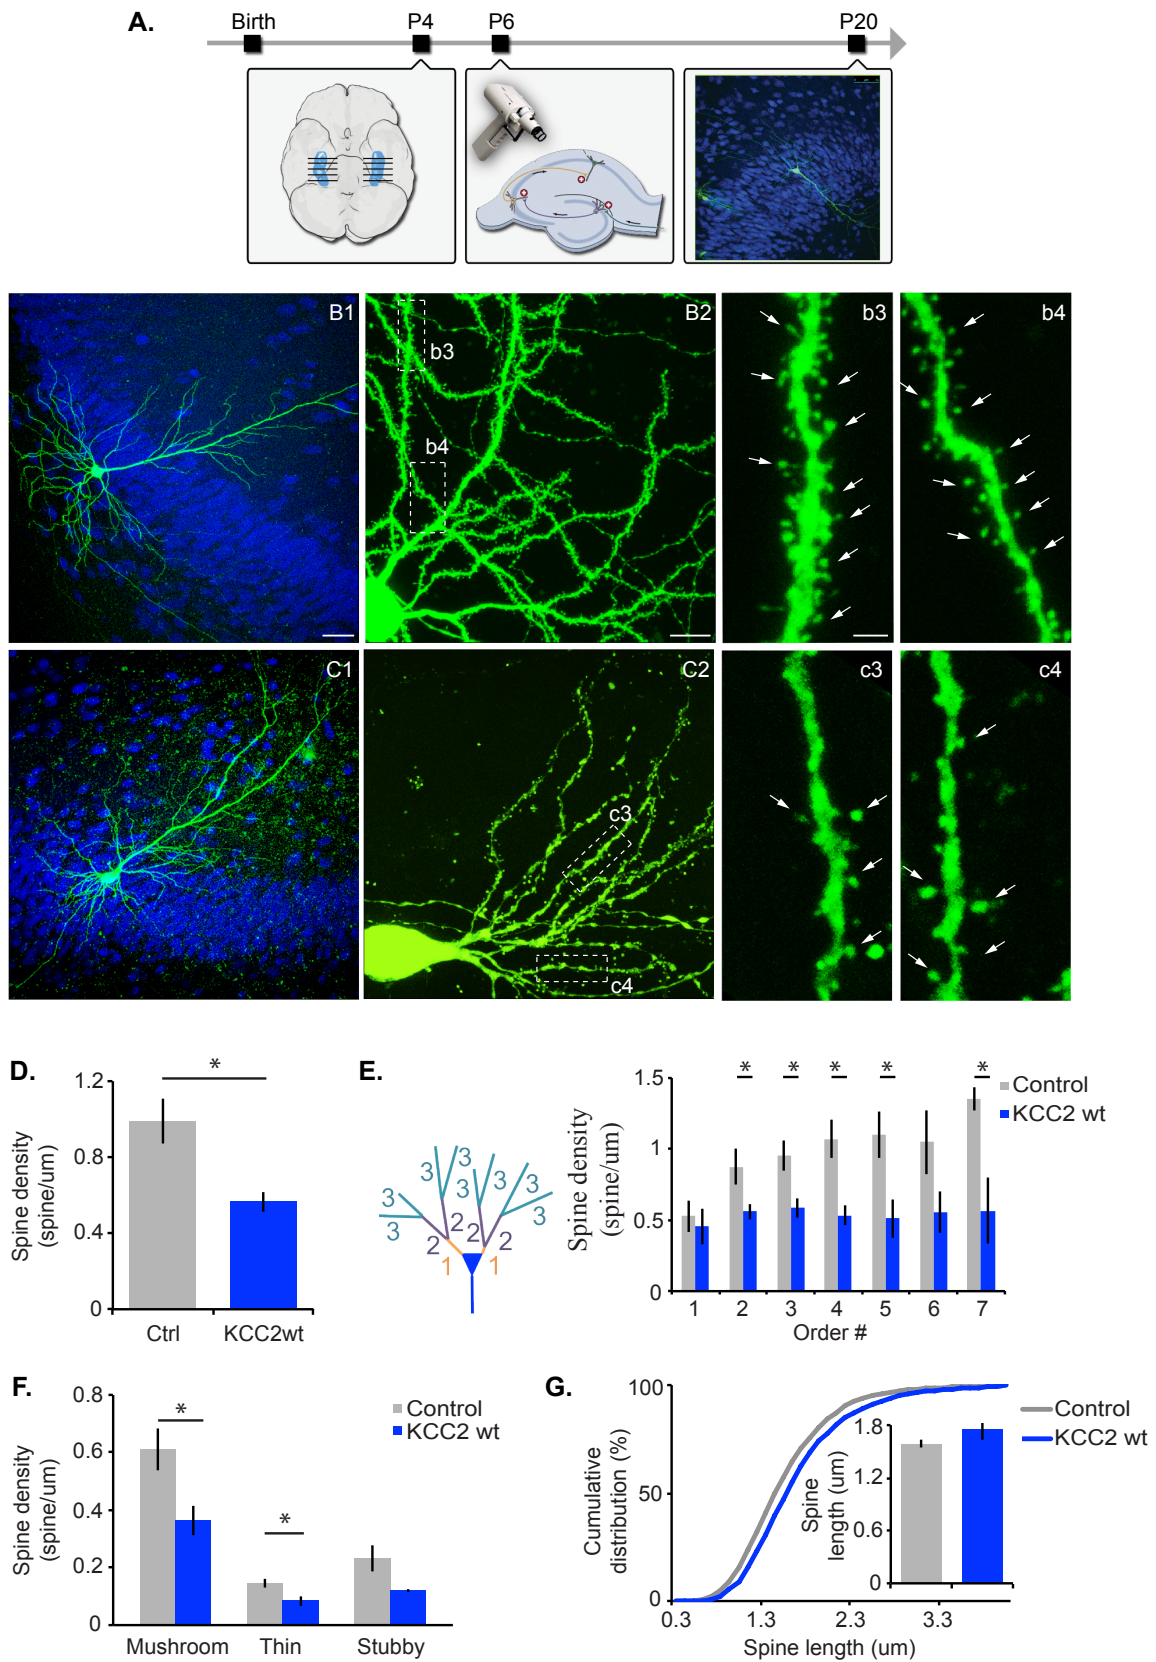 A.
Birth P4 P6 P20
B1 B2 b3 b4
b3
b4
C1 C2 c3 c4
c3
c4
D.
*
1.2
0.8
0.4
0
Spine density
(spine/um)
Ctrl KCC2wt
E.
3 3 3 3 3 3 3 3
2 2 2 2
1 1
* * * * *
Control
KCC2 wt
1.5
1
0.5
0
Spine density
(spine/um)
1 2 3 4 5 6 7
Order #
F.
* *
Control
KCC2 wt
0.8
0.6
0.4
0.2
0
Spine density
(spine/um)
Mushroom Thin Stubby
G.
100
50
0
Cumulative
distribution (%)
0.3 1.3 2.3 3.3
Spine length (um)
Control
KCC2 wt
1.8
1.2
0.6
0
Spine
length (um)